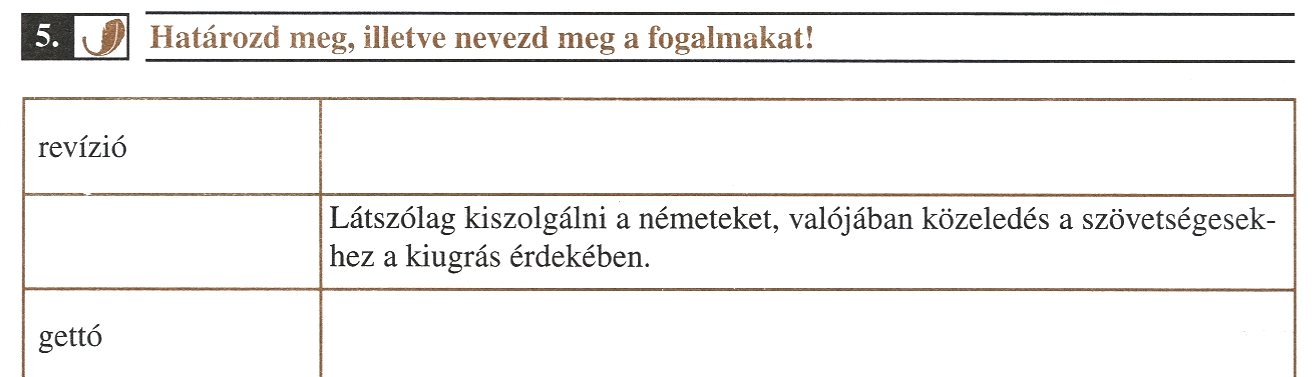 5. Határozd meg, illetve nevezd meg a fogalmakat!
revízió
Látszólag kiszolgálni a németeket, valójában közeledés a szövetségesek-
hez a kiugrás érdekében.
gettó